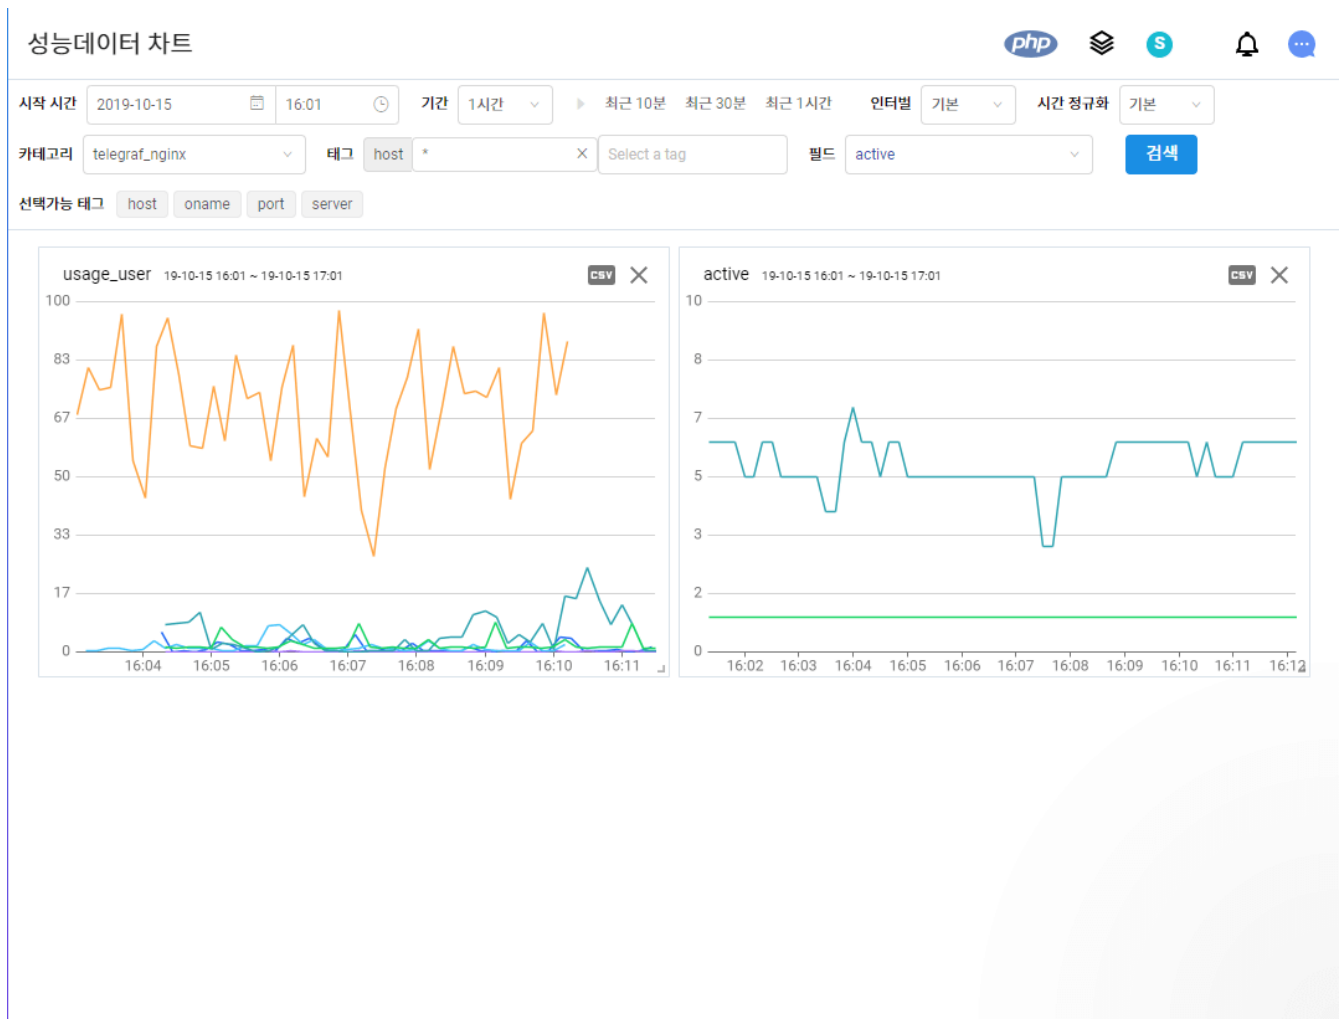 성능데이터 차트
php
S
시작 시간 2019-10-15 16:01 기간 1시간 최근 10분 최근 30분 최근 1시간 인터벌 기본 시간 정규화 기본
카테고리 telegraf_nginx 태그 host * Select a tag 필드 active 검색
선택가능 태그 host oname port server
usage_user 19-10-15 16:01 ~ 19-10-15 17:01 CSV
100
83
67
50
33
17
0
16:04 16:05 16:06 16:07 16:08 16:09 16:10 16:11
active 19-10-15 16:01 ~ 19-10-15 17:01 CSV
10
8
7
5
3
2
0
16:02 16:03 16:04 16:05 16:06 16:07 16:08 16:09 16:10 16:11 16:12